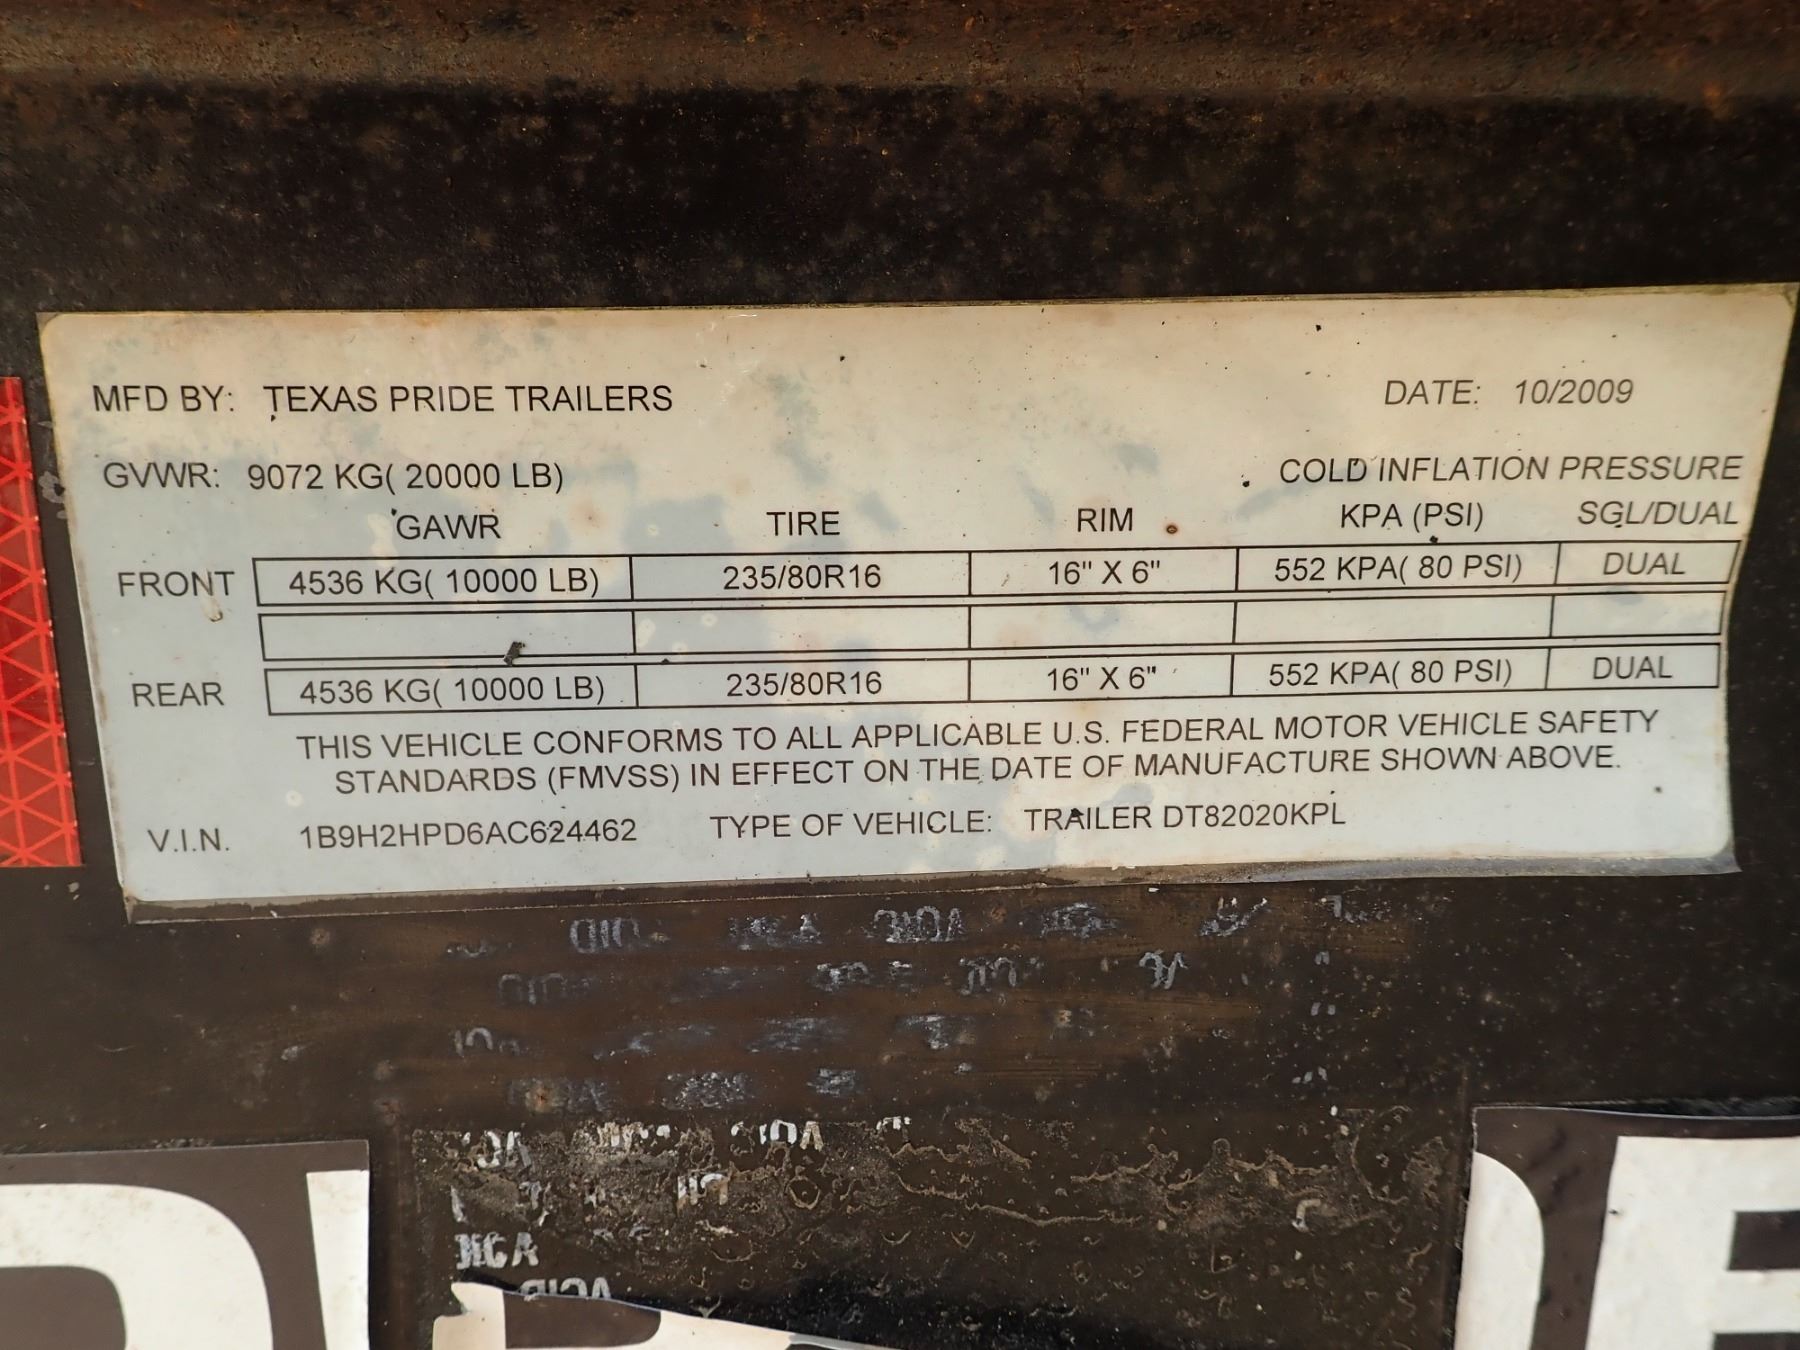 MFD BY: TEXAS PRIDE TRAILERS DATE: 10/2009
GVWR: 9072 KG( 20000 LB) COLD INFLATION PRESSURE
GAWR TIRE RIM KPA (PSI) SGL/DUAL
FRONT 4536 KG( 10000 LB) 235/80R16 16" X 6" 552 KPA( 80 PSI) DUAL
REAR 4536 KG( 10000 LB) 235/80R16 16" X 6" 552 KPA( 80 PSI) DUAL
THIS VEHICLE CONFORMS TO ALL APPLICABLE U.S. FEDERAL MOTOR VEHICLE SAFETY
STANDARDS (FMVSS) IN EFFECT ON THE DATE OF MANUFACTURE SHOWN ABOVE.
V.I.N. 1B9H2HPD6AC624462 TYPE OF VEHICLE: TRAILER DT82020KPL